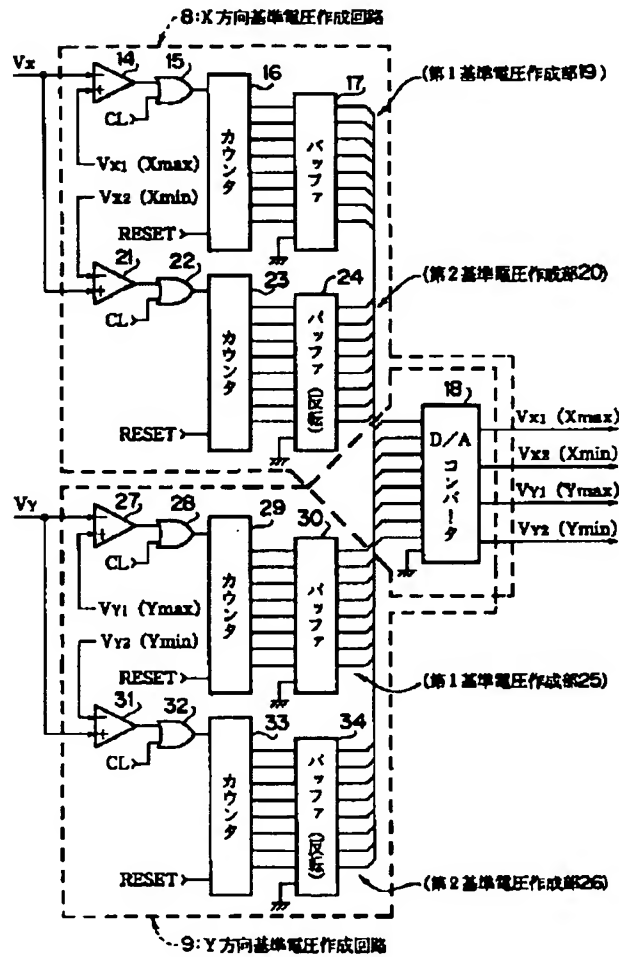 8:X方向基準電圧作成回路
VX
14
15
16
17
(第1基準電圧作成部19)
CL
カウンタ
バッファ
VX1 (Xmax)
VX2 (Xmin)
RESET
21
22
23
24
(第2基準電圧作成部20)
CL
カウンタ
バッファ
RESET
18
D/A
コンバータ
VX1 (Xmax)
VX2 (Xmin)
VY1 (Ymax)
VY2 (Ymin)
VY
27
28
29
30
CL
カウンタ
バッファ
VY1 (Ymax)
VY2 (Ymin)
RESET
(第1基準電圧作成部25)
31
32
33
34
CL
カウンタ
バッファ
RESET
(第2基準電圧作成部26)
9:Y方向基準電圧作成回路